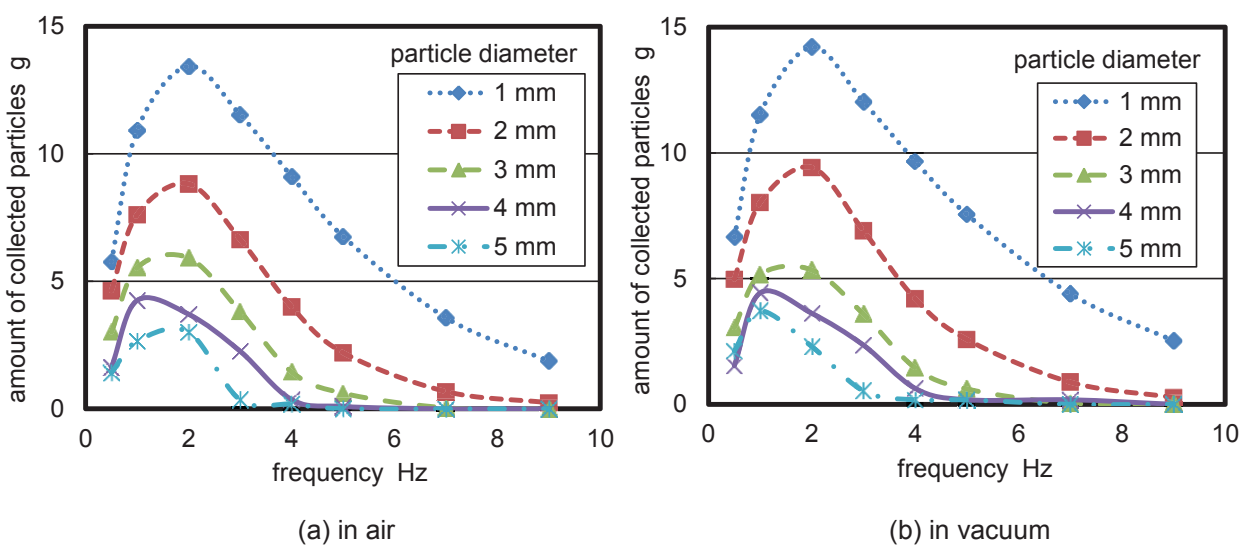 amount of collected particles g
15
10
5
0
particle diameter
1 mm
2 mm
3 mm
4 mm
5 mm
0 2 4 6 8 10
frequency Hz
(a) in air
amount of collected particles g
15
10
5
0
particle diameter
1 mm
2 mm
3 mm
4 mm
5 mm
0 2 4 6 8 10
frequency Hz
(b) in vacuum